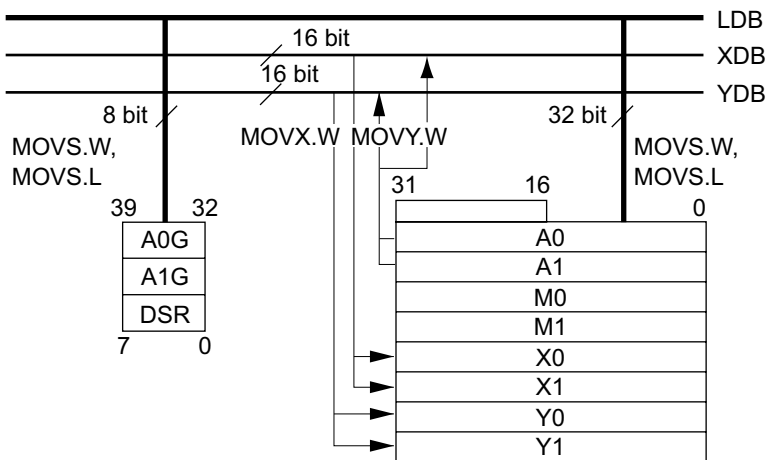 LDB
16 bit
XDB
16 bit
YDB
8 bit
32 bit
MOVX.W MOVY.W
MOVS.W,
MOVS.L
MOVS.W,
MOVS.L
39 32
31 16
0
A0G
A1G
DSR
7 0
A0
A1
M0
M1
X0
X1
Y0
Y1